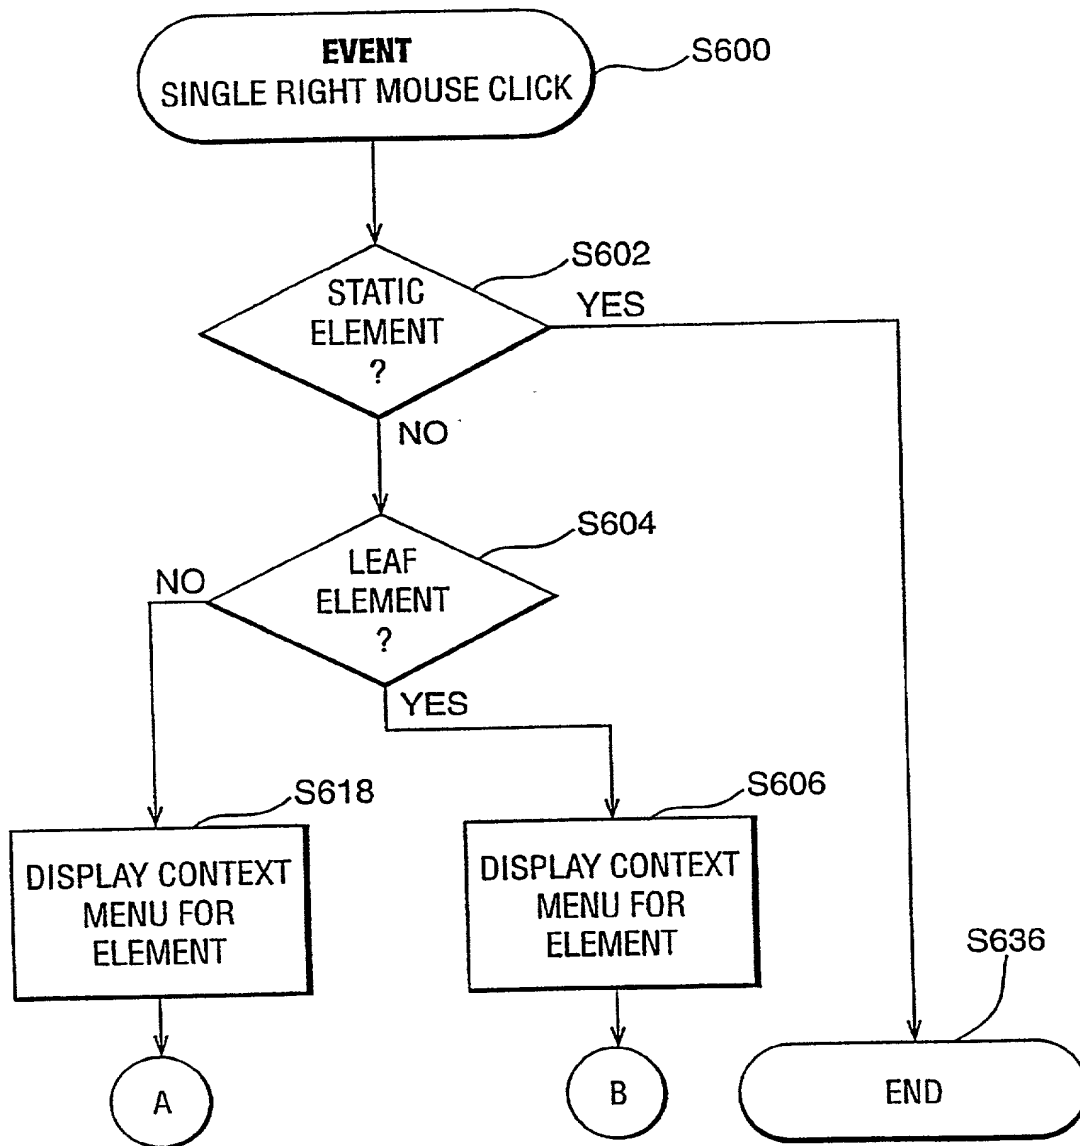 EVENT
SINGLE RIGHT MOUSE CLICK
S600
S602
STATIC
ELEMENT
?
YES
NO
S604
LEAF
ELEMENT
?
NO
YES
S618
DISPLAY CONTEXT
MENU FOR
ELEMENT
S606
DISPLAY CONTEXT
MENU FOR
ELEMENT
S636
A
B
END